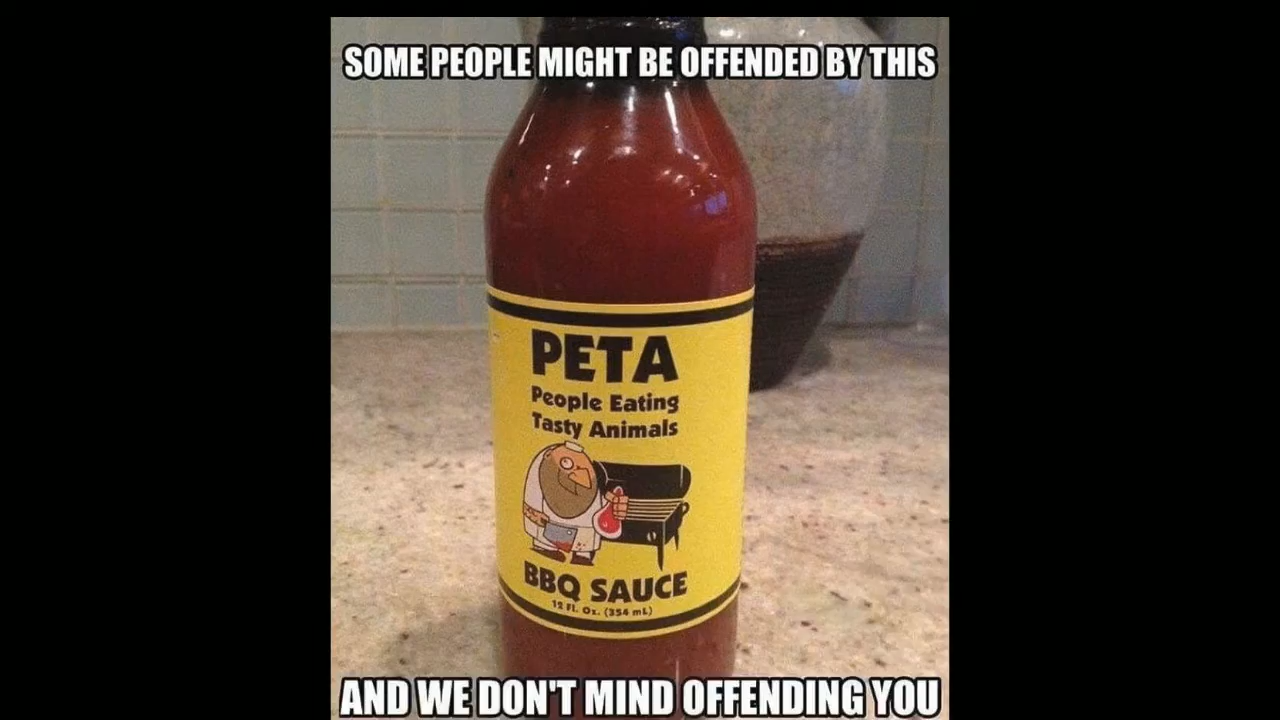 SOME PEOPLE MIGHT BE OFFENDED BY THIS
PETA
People Eating
Tasty Animals
BBQ SAUCE
12 Fl. Oz. (354 mL)
AND WE DON'T MIND OFFENDING YOU